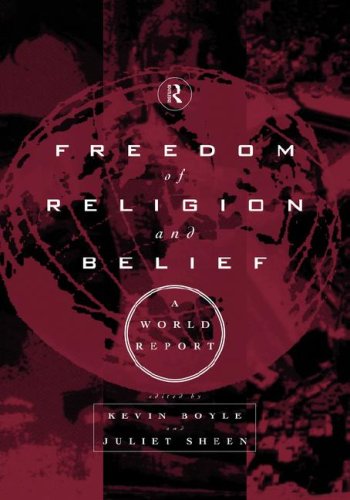 R
FREEDOM
of
RELIGION
and
BELIEF
A
WORLD
REPORT
edited by
KEVIN BOYLE
and
JULIET SHEEN